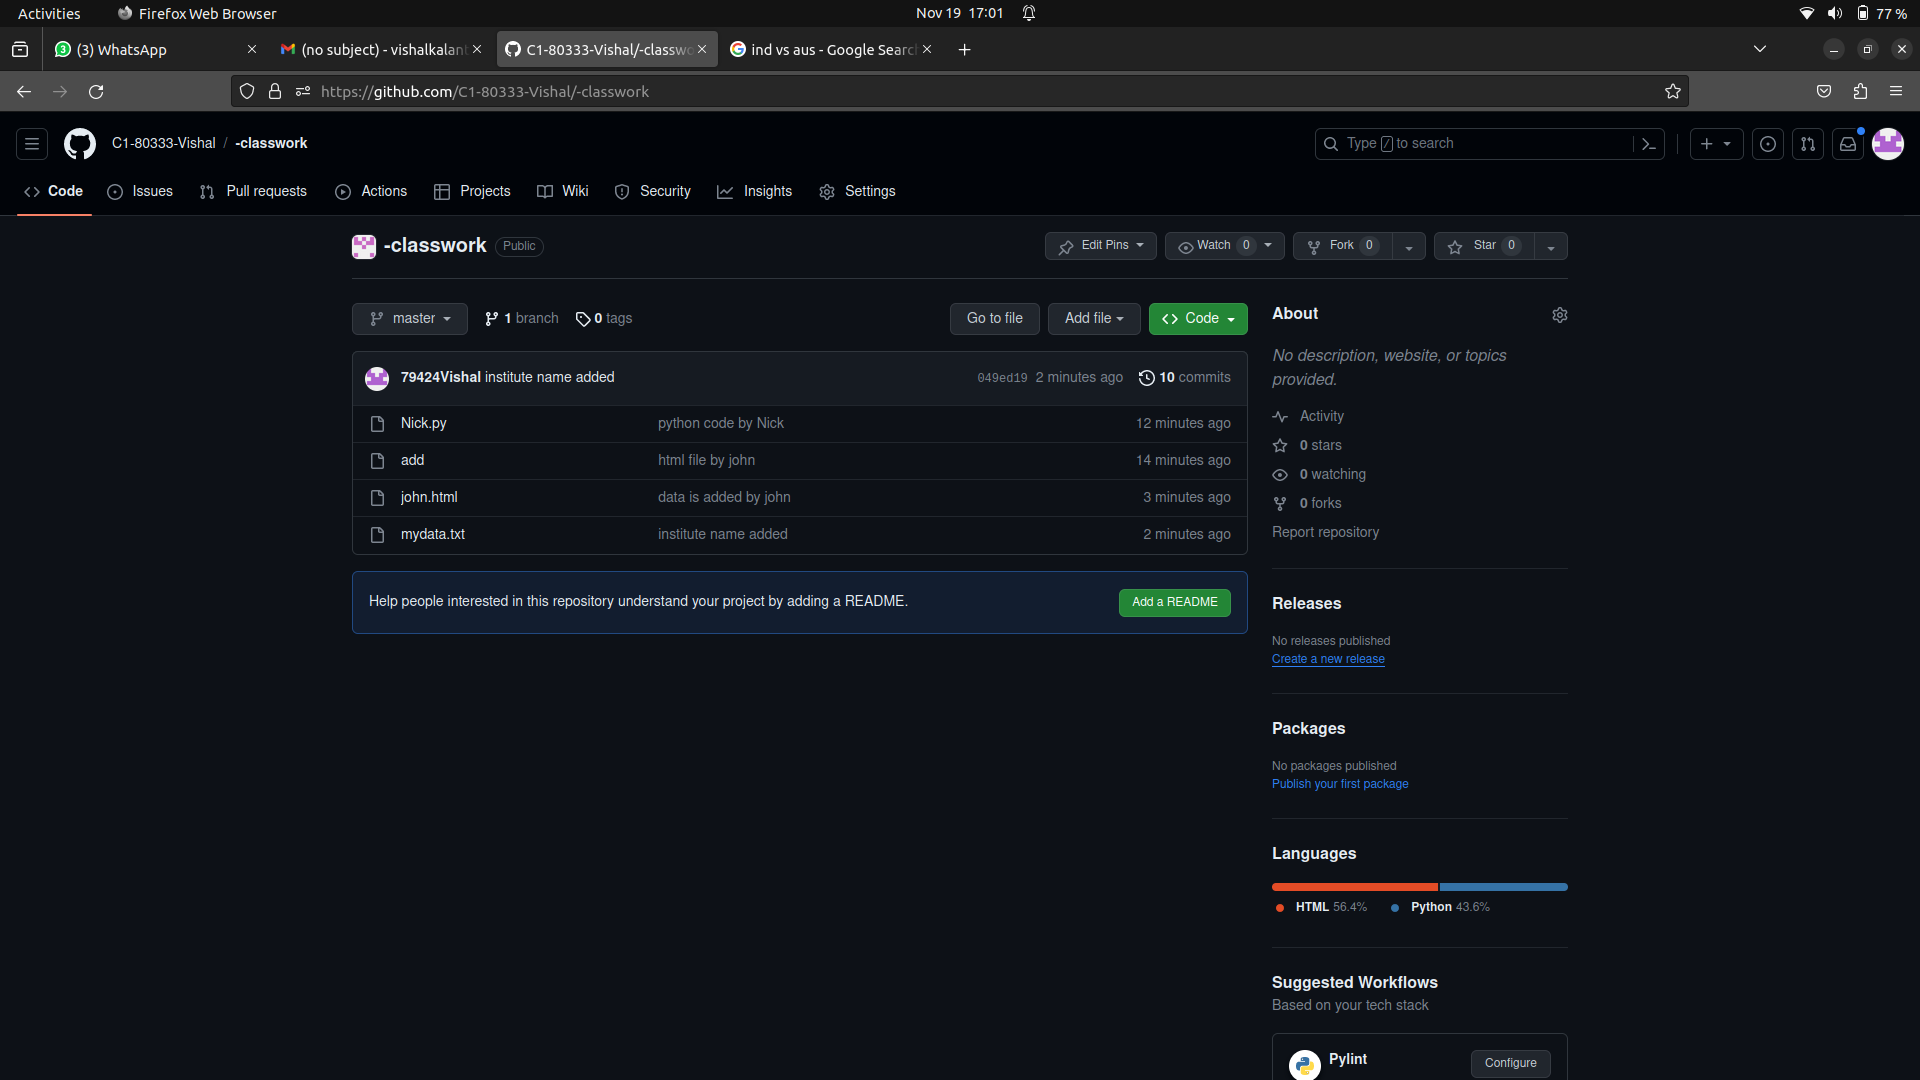 Activities Firefox Web Browser Nov 19 17:01 77 %
3 (3) WhatsApp (no subject) - vishalkalant C1-80333-Vishal/-classwo ind vs aus - Google Searc
https://github.com/C1-80333-Vishal/-classwork
C1-80333-Vishal / -classwork Type / to search
Code Issues Pull requests Actions Projects Wiki Security Insights Settings
-classwork Public Edit Pins Watch 0 Fork 0 Star 0
master 1 branch 0 tags Go to file Add file Code
79424Vishal institute name added 049ed19 2 minutes ago 10 commits
Nick.py python code by Nick 12 minutes ago
add html file by john 14 minutes ago
john.html data is added by john 3 minutes ago
mydata.txt institute name added 2 minutes ago
Help people interested in this repository understand your project by adding a README. Add a README
About
No description, website, or topics
provided.
Activity
0 stars
0 watching
0 forks
Report repository
Releases
No releases published
Create a new release
Packages
No packages published
Publish your first package
Languages
HTML 56.4% Python 43.6%
Suggested Workflows
Based on your tech stack
Pylint Configure